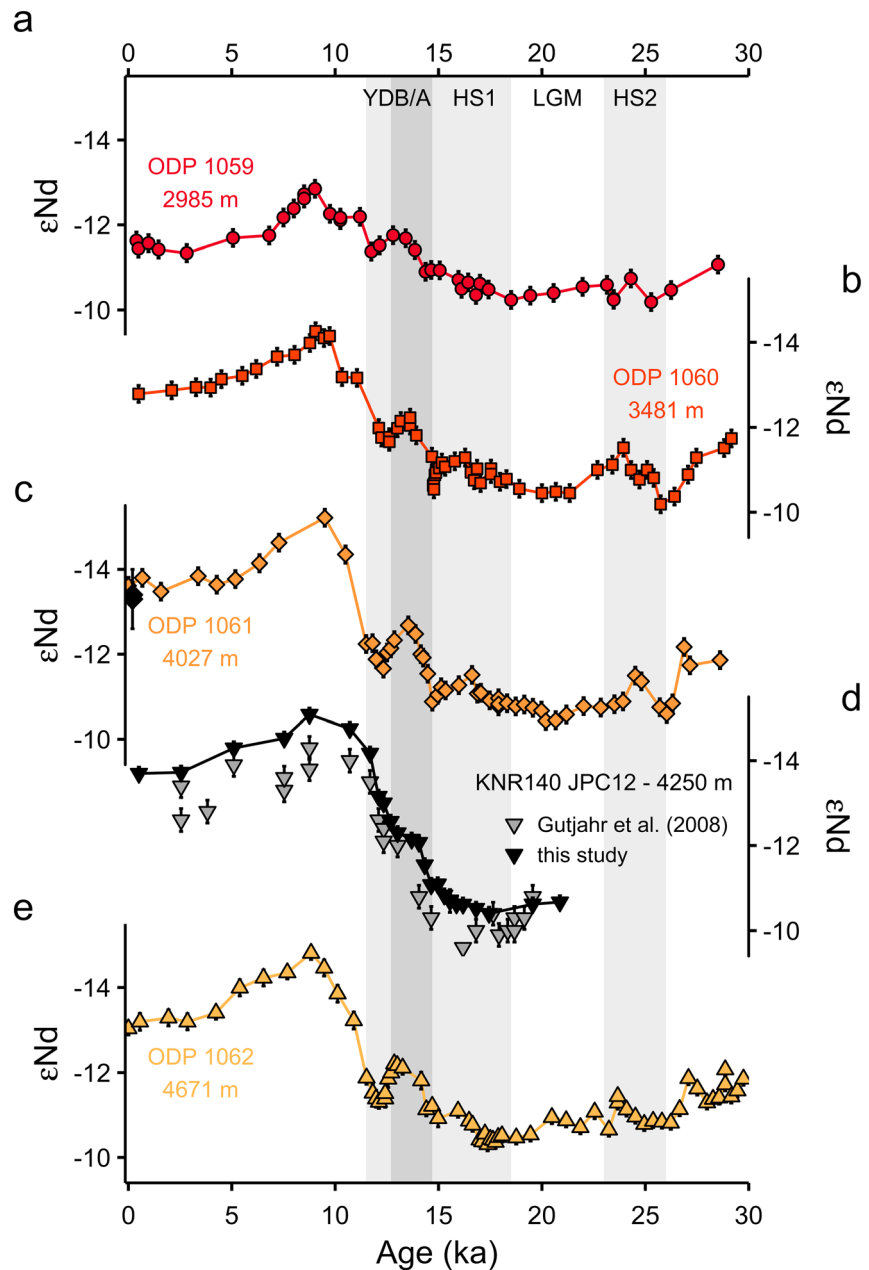 a
0 5 10 15 20 25 30
YDB/A HS1 LGM HS2
-14
-12
-10
εNd
ODP 1059
2985 m
b
-14
-12
-10
εNd
ODP 1060
3481 m
c
-14
-12
-10
εNd
ODP 1061
4027 m
d
-14
-12
-10
εNd
KNR140 JPC12 - 4250 m
Gutjahr et al. (2008)
this study
e
-14
-12
-10
εNd
ODP 1062
4671 m
0 5 10 15 20 25 30
Age (ka)